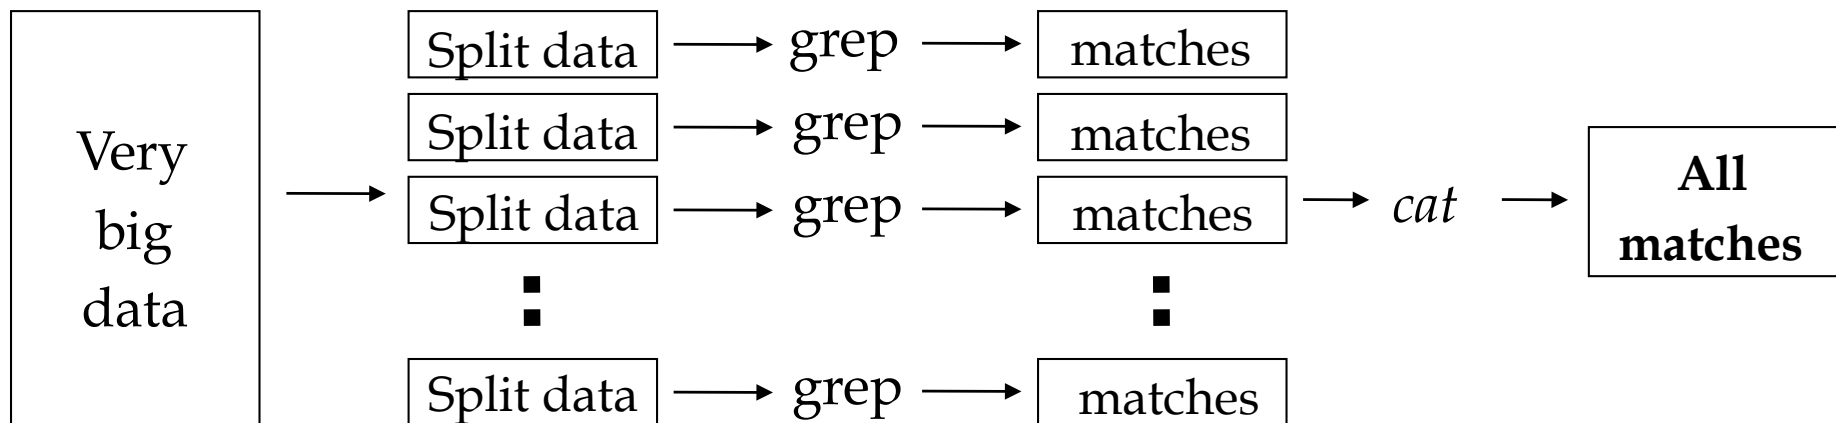 Very
big
data
Split data grep matches
Split data grep matches
Split data grep matches
Split data grep matches
cat
All
matches